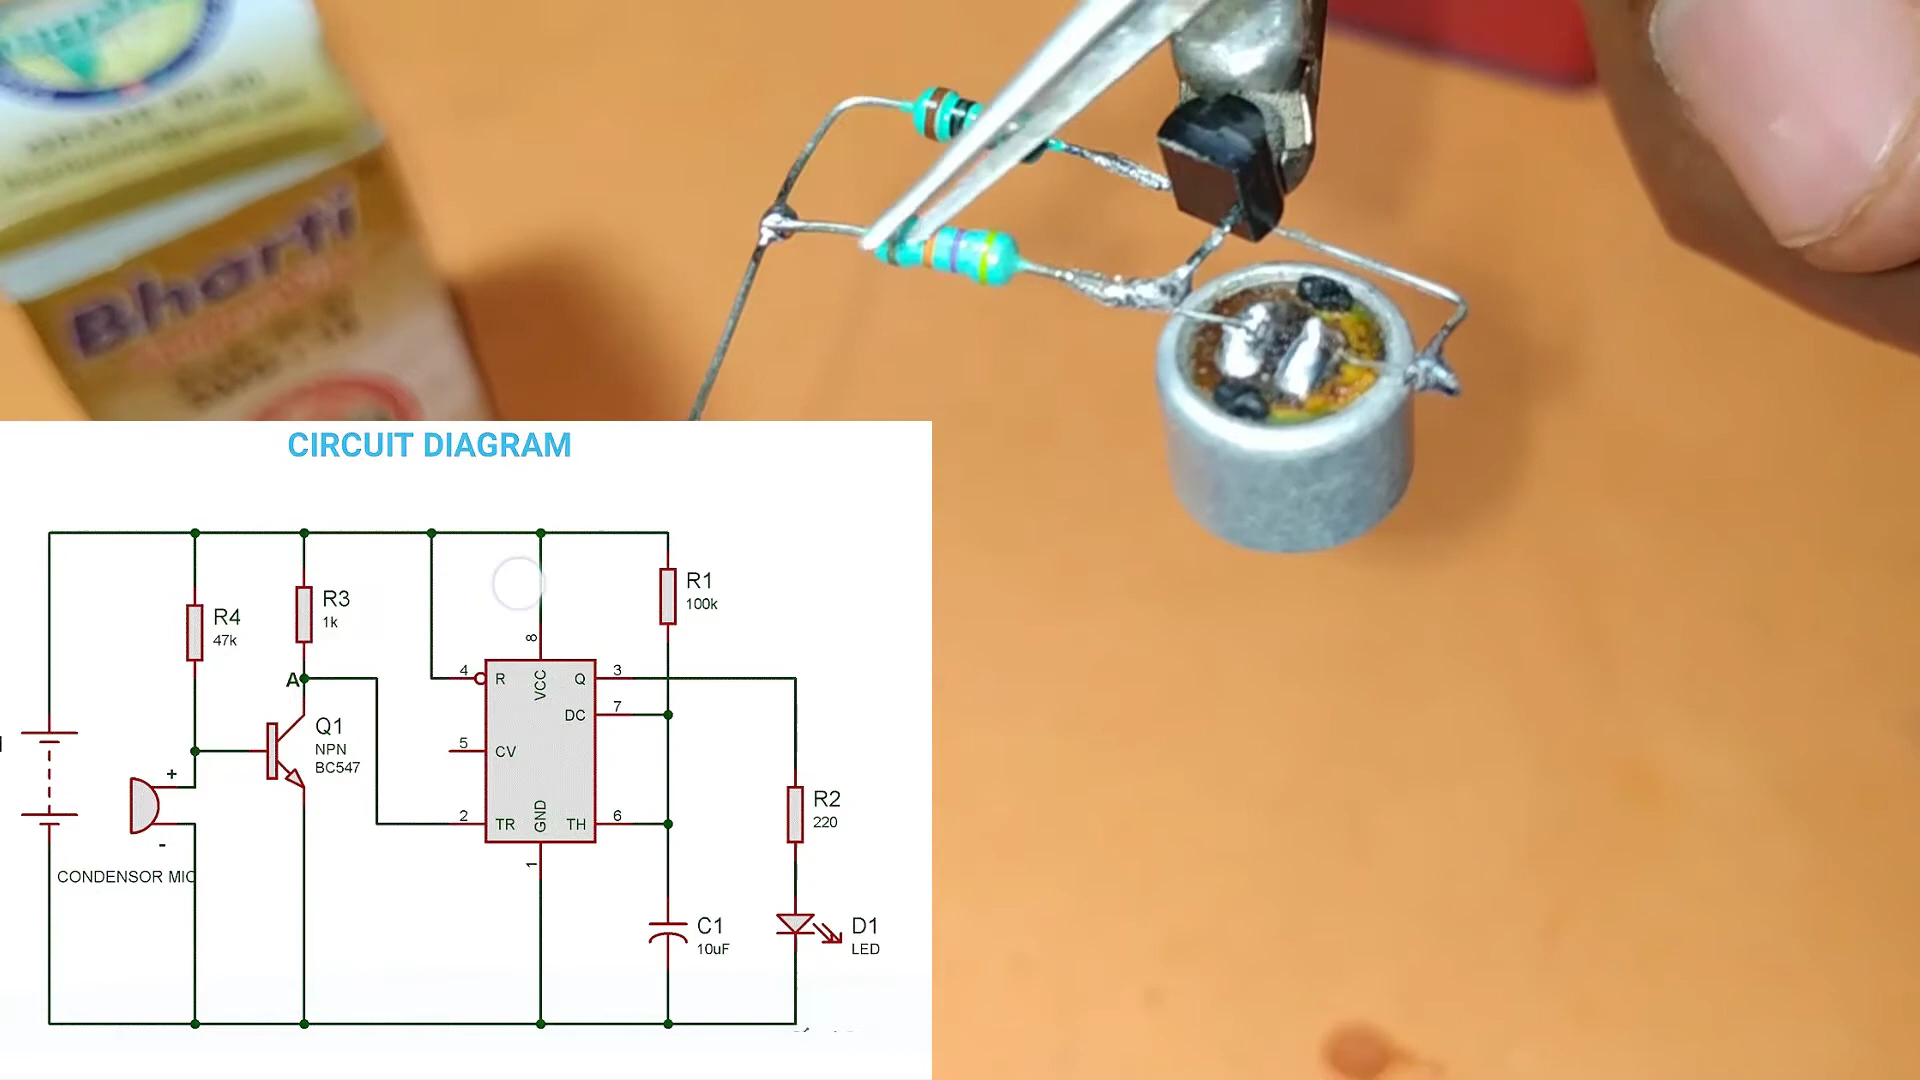 Bharti
CIRCUIT DIAGRAM
R4
47k
R3
1k
R1
100k
A
8
4
R
VCC
Q
3
DC
7
Q1
NPN
BC547
5
CV
+
-
CONDENSOR MIC
2
TR
GND
TH
6
1
R2
220
C1
10uF
D1
LED